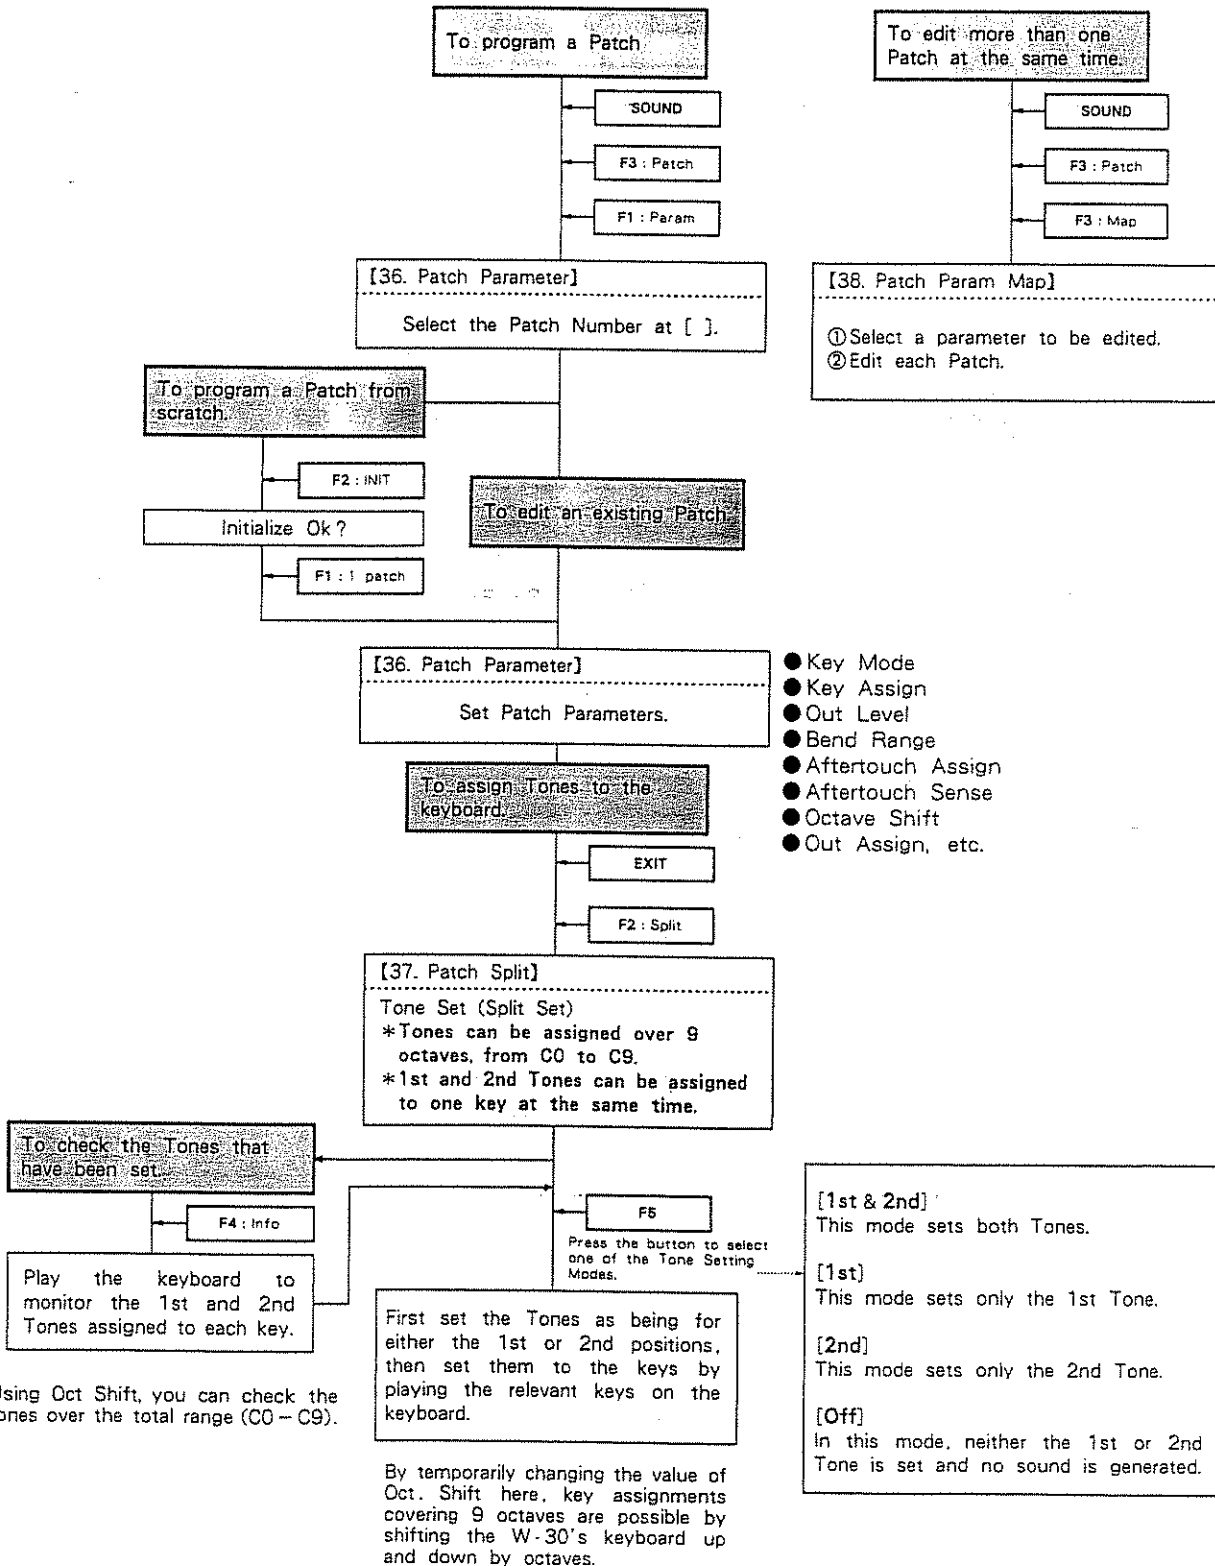 To program a Patch
SOUND
F3 : Patch
F1 : Param
[36. Patch Parameter]
Select the Patch Number at [ ].
To edit more than one
Patch at the same time.
SOUND
F3 : Patch
F3 : Map
[38. Patch Param Map]
①Select a parameter to be edited.
②Edit each Patch.
To program a Patch from
scratch.
F2 : INIT
Initialize Ok?
F1 : 1 patch
To edit an existing Patch.
[36. Patch Parameter]
Set Patch Parameters.
●Key Mode
●Key Assign
●Out Level
●Bend Range
●Aftertouch Assign
●Aftertouch Sense
●Octave Shift
●Out Assign, etc.
To assign Tones to the
keyboard.
EXIT
F2 : Split
[37. Patch Split]
Tone Set (Split Set)
*Tones can be assigned over 9
octaves, from C0 to C9.
*1st and 2nd Tones can be assigned
to one key at the same time.
To check the Tones that
have been set.
F4 : Info
Play the keyboard to
monitor the 1st and 2nd
Tones assigned to each key.
Using Oct Shift, you can check the
ones over the total range (C0 – C9).
F5
Press the button to select
one of the Tone Setting
Modes.
First set the Tones as being for
either the 1st or 2nd positions,
then set them to the keys by
playing the relevant keys on the
keyboard.
By temporarily changing the value of
Oct. Shift here, key assignments
covering 9 octaves are possible by
shifting the W-30's keyboard up
and down by octaves.
[1st & 2nd]
This mode sets both Tones.
[1st]
This mode sets only the 1st Tone.
[2nd]
This mode sets only the 2nd Tone.
[Off]
In this mode, neither the 1st or 2nd
Tone is set and no sound is generated.